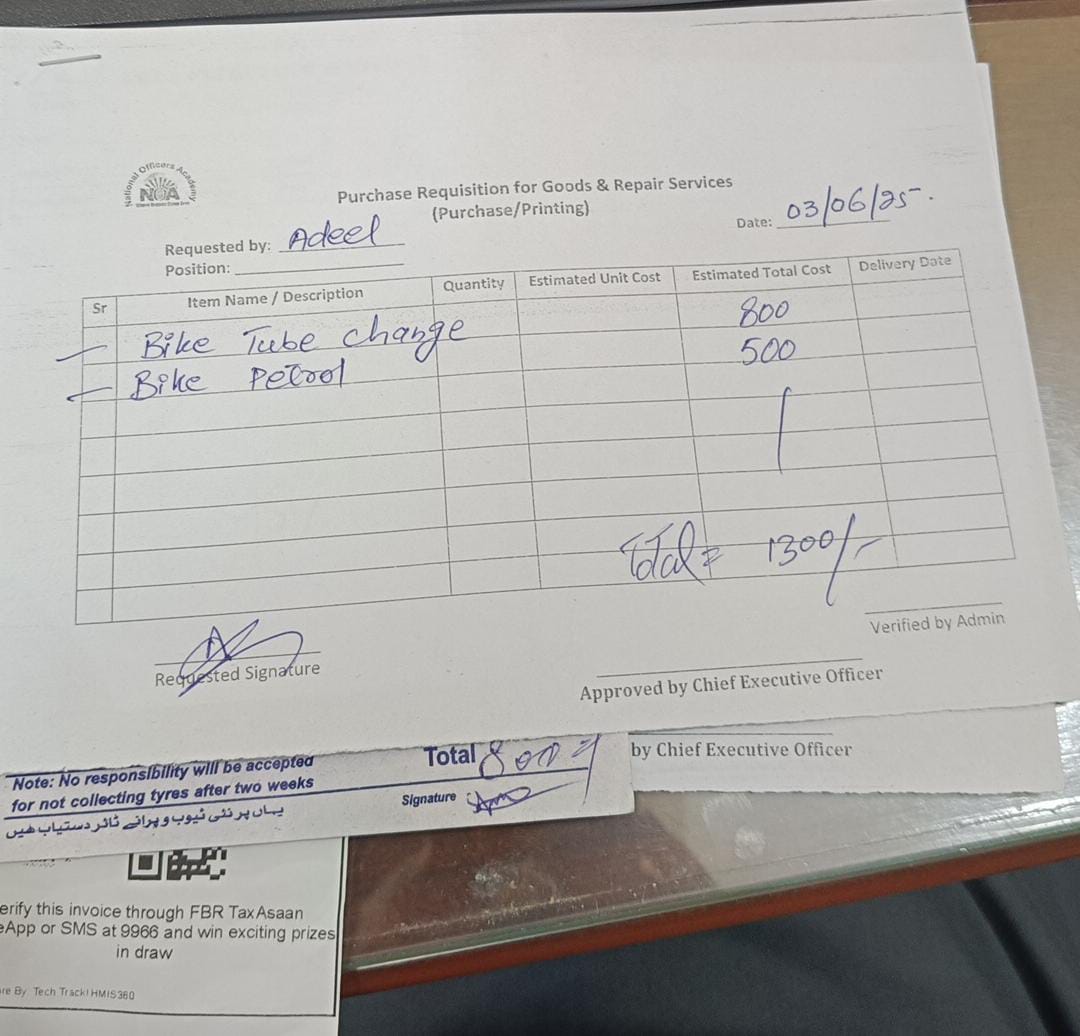 National Officers Academy
NOA
Purchase Requisition for Goods & Repair Services
(Purchase/Printing)
Date: 03/06/25
Requested by: Adeel
Position:
Sr Item Name / Description Quantity Estimated Unit Cost Estimated Total Cost Delivery Date
Bike Tube change 800
Bike Petrol 500
Total = 1300/-
Verified by Admin
Requested Signature
Approved by Chief Executive Officer
by Chief Executive Officer
Note: No responsibility will be accepted
for not collecting tyres after two weeks
Total 800
Signature
یہاں پر نئی ٹیوب و پرانے ٹائر دستیاب ہیں
erify this invoice through FBR TaxAsaan
App or SMS at 9966 and win exciting prizes
in draw
re By Tech Track! HMIS360